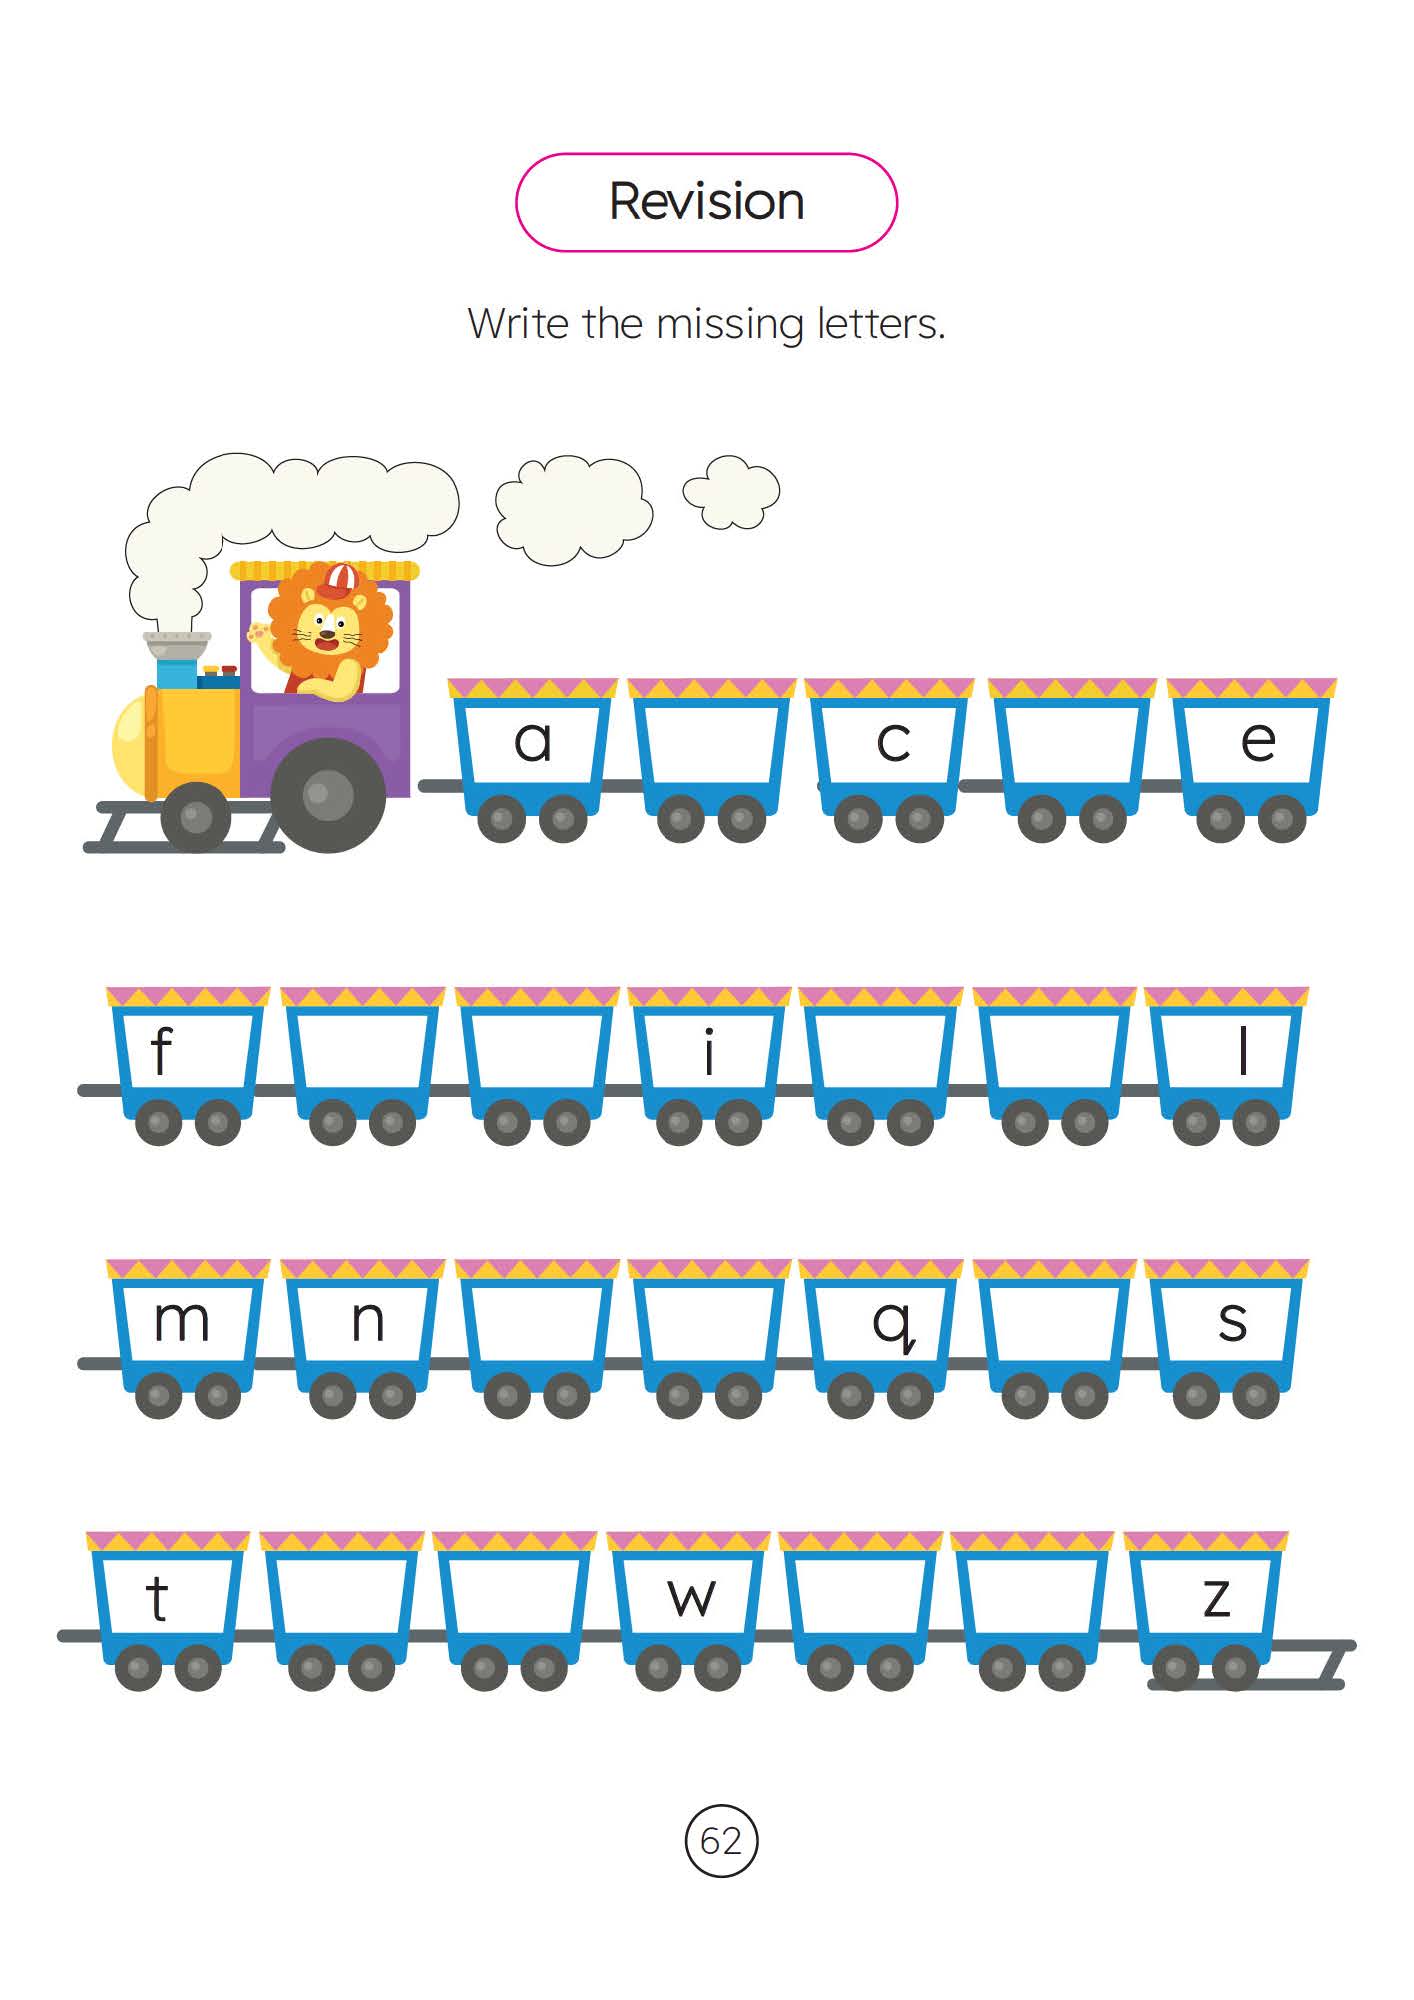 Revision
Write the missing letters.
a c e
f i l
m n q s
t w z
62